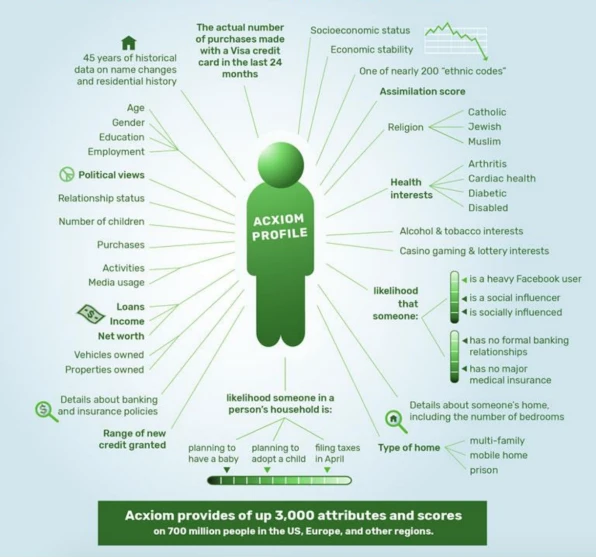 45 years of historical
data on name changes
and residential history
The actual number
of purchases made
with a Visa credit
card in the last 24
months
Socioeconomic status
Economic stability
One of nearly 200 "ethnic codes"
Assimilation score
Religion
Catholic
Jewish
Muslim
Health
interests
Arthritis
Cardiac health
Diabetic
Disabled
Alcohol & tobacco interests
Casino gaming & lottery interests
likelihood
that
someone:
is a heavy Facebook user
is a social influencer
is socially influenced
has no formal banking
relationships
has no major
medical insurance
Details about someone's home,
including the number of bedrooms
Type of home
multi-family
mobile home
prison
Age
Gender
Education
Employment
Political views
Relationship status
Number of children
Purchases
Activities
Media usage
Loans
Income
Net worth
Vehicles owned
Properties owned
Details about banking
and insurance policies
Range of new
credit granted
ACXIOM
PROFILE
likelihood someone in a
person's household is:
planning to
have a baby
planning to
adopt a child
filing taxes
in April
Acxiom provides of up 3,000 attributes and scores
on 700 million people in the US, Europe, and other regions.